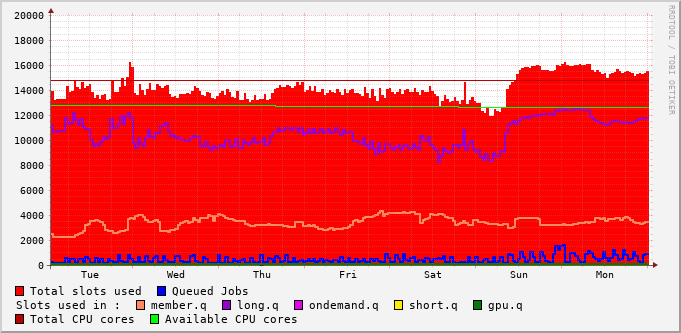 20000
18000
16000
14000
12000
10000
8000
6000
4000
2000
0
Tue Wed Thu Fri Sat Sun Mon
RRDTOOL / TOBI OETIKER
Total slots used Queued Jobs
Slots used in : member.q long.q ondemand.q short.q gpu.q
Total CPU cores Available CPU cores